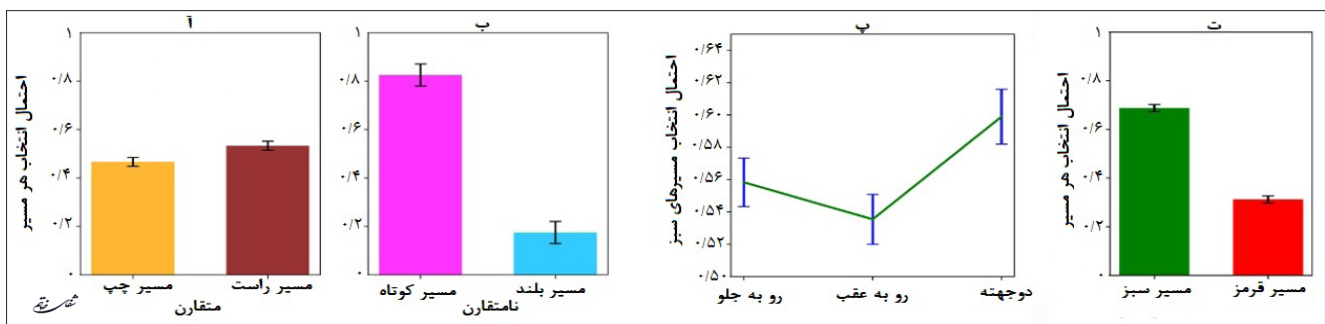 آ
احتمال انتخاب هر مسیر
۱
۰/۸
۰/۶
۰/۴
۰/۲
۰
مسیر چپ
مسیر راست
متقارن
ب
۱
۰/۸
۰/۶
۰/۴
۰/۲
۰
مسیر کوتاه
مسیر بلند
نامتقارن
پ
احتمال انتخاب مسیرهای سبز
۰/۶۴
۰/۶۲
۰/۶۰
۰/۵۸
۰/۵۶
۰/۵۴
۰/۵۲
۰/۵۰
رو به جلو
رو به عقب
دوجهته
ت
احتمال انتخاب هر مسیر
۱
۰/۸
۰/۶
۰/۴
۰/۲
۰
مسیر سبز
مسیر قرمز